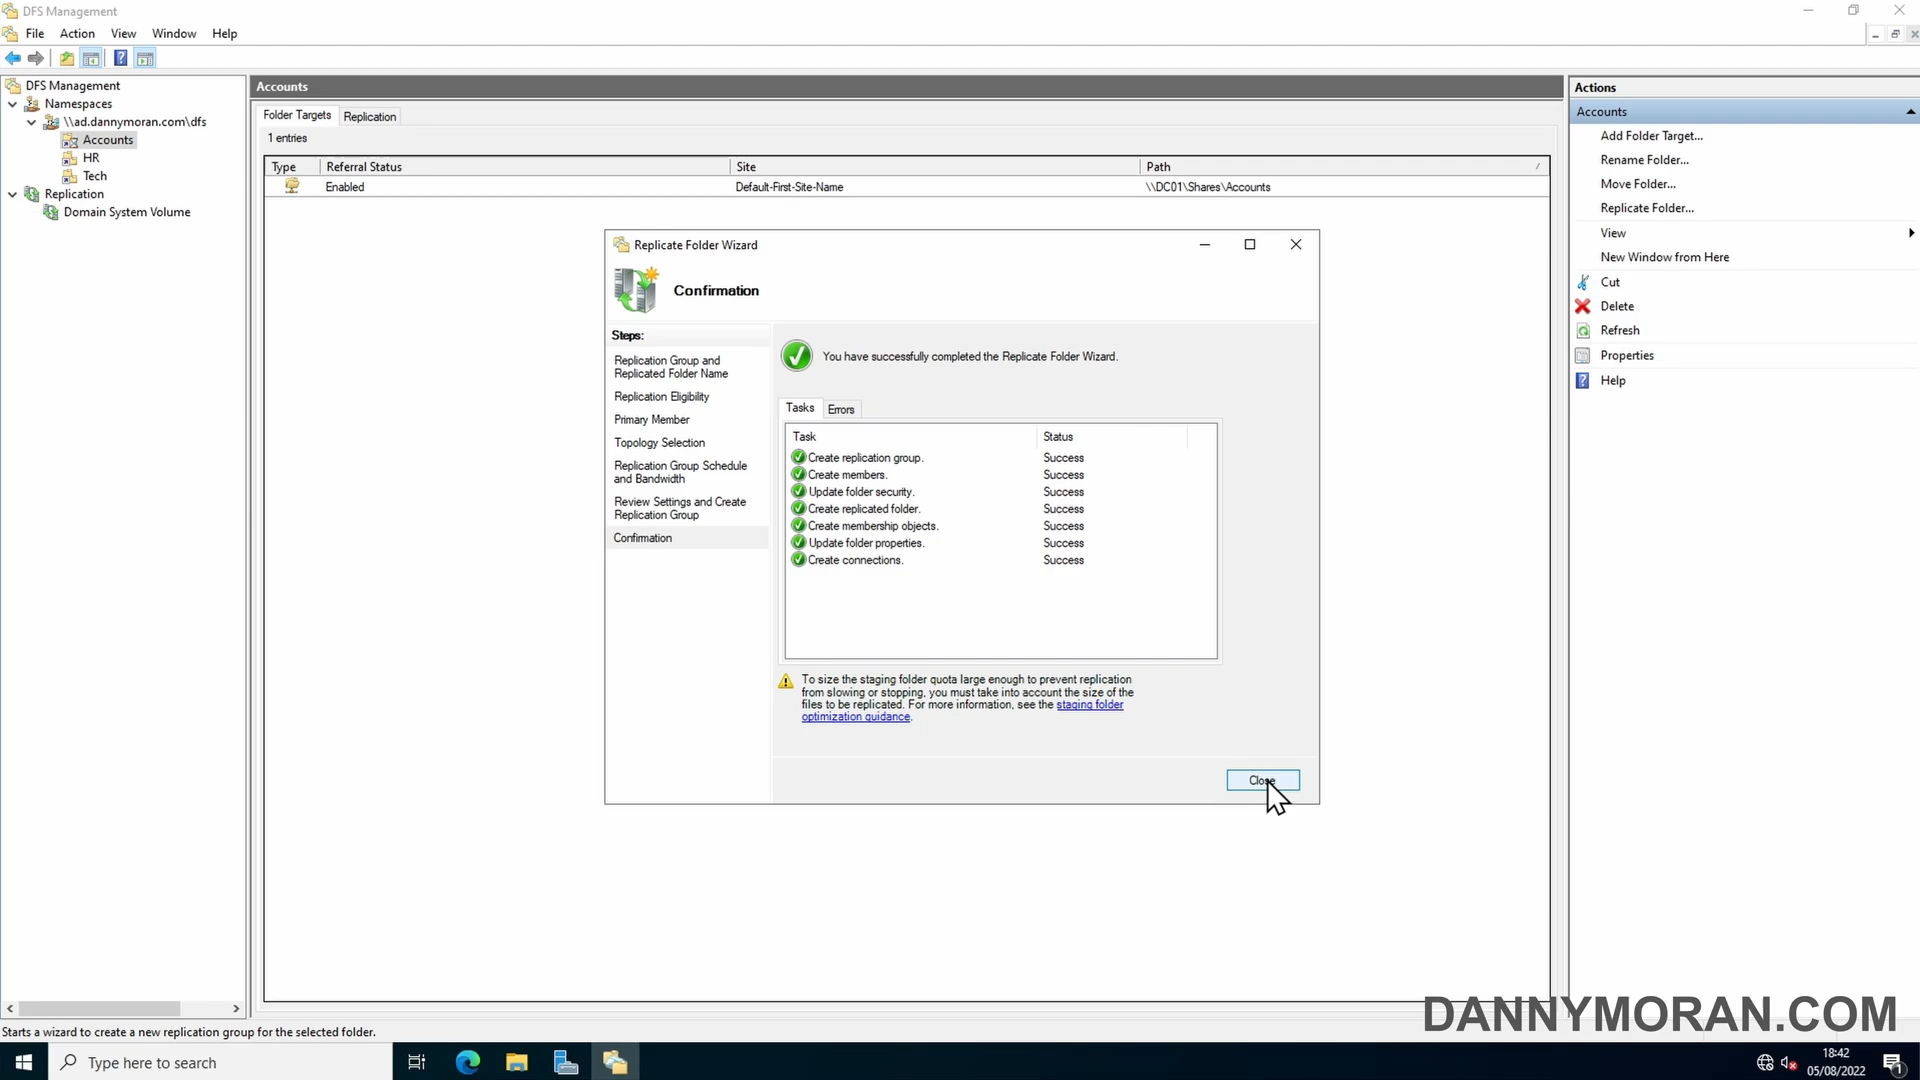 DFS Management
File Action View Window Help
DFS Management
Namespaces
\\ad.dannymoran.com\dfs
Accounts
HR
Tech
Replication
Domain System Volume
Accounts
Folder Targets Replication
1 entries
Type Referral Status Site Path
Enabled Default-First-Site-Name \\DC01\Shares\Accounts
Replicate Folder Wizard
Confirmation
Steps:
Replication Group and
Replicated Folder Name
Replication Eligibility
Primary Member
Topology Selection
Replication Group Schedule
and Bandwidth
Review Settings and Create
Replication Group
Confirmation
You have successfully completed the Replicate Folder Wizard.
Tasks Errors
Task Status
Create replication group. Success
Create members. Success
Update folder security. Success
Create replicated folder. Success
Create membership objects. Success
Update folder properties. Success
Create connections. Success
To size the staging folder quota large enough to prevent replication
from slowing or stopping, you must take into account the size of the
files to be replicated. For more information, see the staging folder
optimization guidance.
Close
Actions
Accounts
Add Folder Target...
Rename Folder...
Move Folder...
Replicate Folder...
View
New Window from Here
Cut
Delete
Refresh
Properties
Help
DANNYMORAN.COM
Starts a wizard to create a new replication group for the selected folder.
Type here to search
18:42
05/08/2022
1